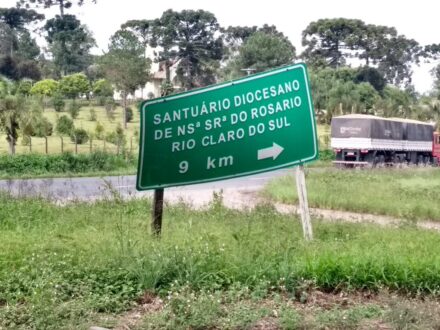 SANTUÁRIO DIOCESANO
DE NSª SRª DO ROSARIO
RIO CLARO DO SUL
9 km →